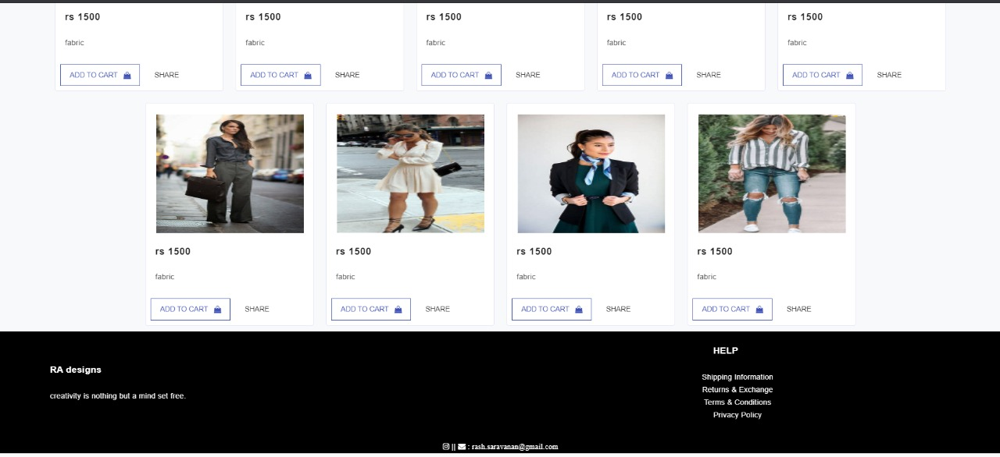 rs 1500 rs 1500 rs 1500 rs 1500 rs 1500
fabric fabric fabric fabric fabric
ADD TO CART SHARE ADD TO CART SHARE ADD TO CART SHARE ADD TO CART SHARE ADD TO CART SHARE
rs 1500 rs 1500 rs 1500 rs 1500
fabric fabric fabric fabric
ADD TO CART SHARE ADD TO CART SHARE ADD TO CART SHARE ADD TO CART SHARE
HELP
RA designs
Shipping Information
Returns & Exchange
creativity is nothing but a mind set free.
Terms & Conditions
Privacy Policy
|| : rash.saravanan@gmail.com